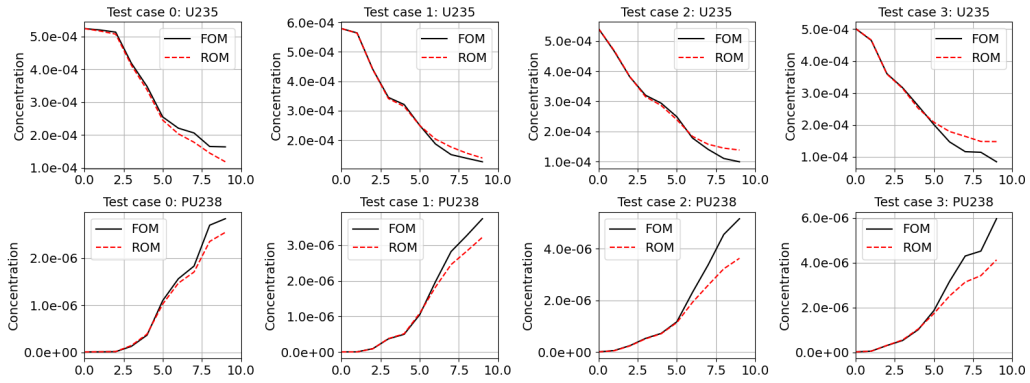 Test case 0: U235
5.0e-04
4.0e-04
3.0e-04
2.0e-04
1.0e-04
Concentration
FOM
ROM
0.0 2.5 5.0 7.5 10.0
Test case 1: U235
6.0e-04
5.0e-04
4.0e-04
3.0e-04
2.0e-04
Concentration
FOM
ROM
0.0 2.5 5.0 7.5 10.0
Test case 2: U235
5.0e-04
4.0e-04
3.0e-04
2.0e-04
1.0e-04
Concentration
FOM
ROM
0.0 2.5 5.0 7.5 10.0
Test case 3: U235
5.0e-04
4.0e-04
3.0e-04
2.0e-04
1.0e-04
Concentration
FOM
ROM
0.0 2.5 5.0 7.5 10.0
Test case 0: PU238
2.0e-06
1.0e-06
0.0e+00
Concentration
FOM
ROM
0.0 2.5 5.0 7.5 10.0
Test case 1: PU238
3.0e-06
2.0e-06
1.0e-06
0.0e+00
Concentration
FOM
ROM
0.0 2.5 5.0 7.5 10.0
Test case 2: PU238
4.0e-06
2.0e-06
0.0e+00
Concentration
FOM
ROM
0.0 2.5 5.0 7.5 10.0
Test case 3: PU238
6.0e-06
4.0e-06
2.0e-06
0.0e+00
Concentration
FOM
ROM
0.0 2.5 5.0 7.5 10.0